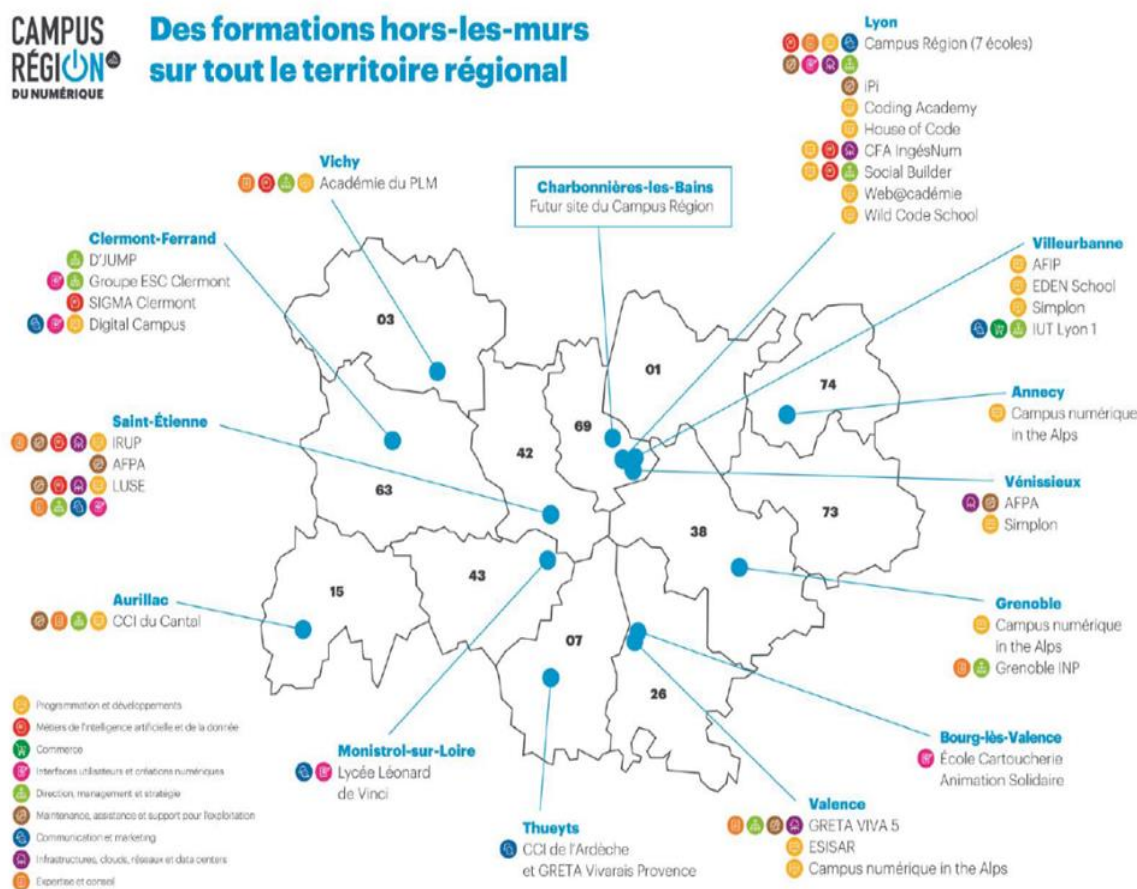 CAMPUS
RÉGION
DU NUMÉRIQUE
Des formations hors-les-murs
sur tout le territoire régional
Lyon
Campus Région (7 écoles)
iPi
Coding Academy
House of Code
CFA IngésNum
Social Builder
Web@cadémie
Wild Code School
Vichy
Académie du PLM
Charbonnières-les-Bains
Futur site du Campus Région
Clermont-Ferrand
D'JUMP
Groupe ESC Clermont
SIGMA Clermont
Digital Campus
Villeurbanne
AFIP
EDEN School
Simplon
IUT Lyon 1
03
01
74
69
42
63
73
38
43
15
07
26
Annecy
Campus numérique
in the Alps
Saint-Étienne
IRUP
AFPA
LUSE
Vénissieux
AFPA
Simplon
Aurillac
CCI du Cantal
Grenoble
Campus numérique
in the Alps
Grenoble INP
Monistrol-sur-Loire
Lycée Léonard
de Vinci
Bourg-lès-Valence
École Cartoucherie
Animation Solidaire
Thueyts
CCI de l'Ardèche
et GRETA Vivarais Provence
Valence
GRETA VIVA 5
ESISAR
Campus numérique in the Alps
Programmation et développements
Métiers de l'intelligence artificielle et de la donnée
Commerce
Interfaces utilisateurs et créations numériques
Direction, management et stratégie
Maintenance, assistance et support pour l'exploitation
Communication et marketing
Infrastructures, clouds, réseaux et data centers
Expertise et conseil